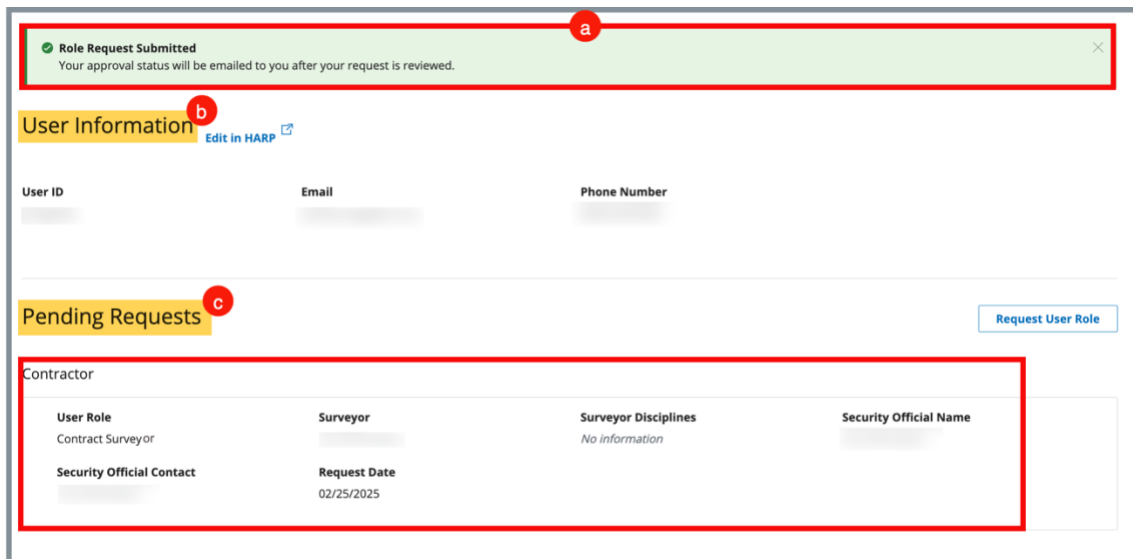 a
Role Request Submitted
Your approval status will be emailed to you after your request is reviewed.
b
User Information Edit in HARP
User ID Email Phone Number
c
Pending Requests Request User Role
Contractor
User Role Surveyor Surveyor Disciplines Security Official Name
Contract Surveyor No information
Security Official Contact Request Date
02/25/2025